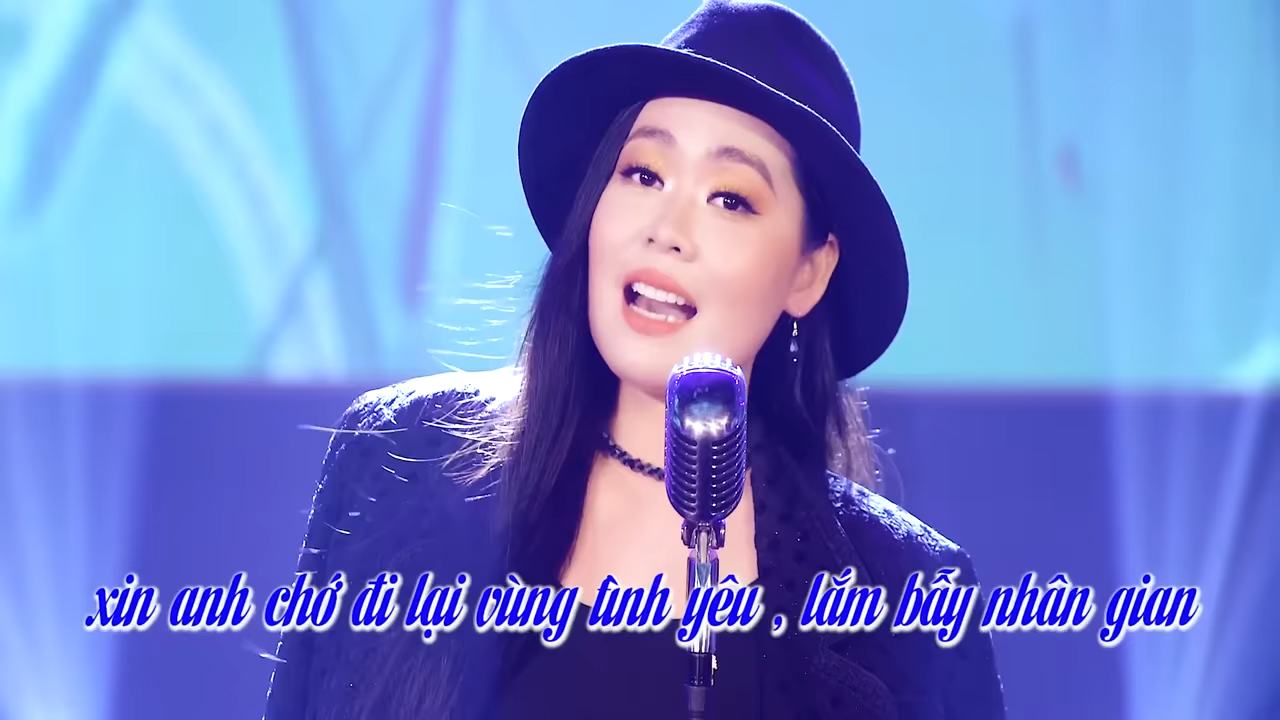 xin anh chớ đi lại vùng tình yêu , lắm bẫy nhân gian